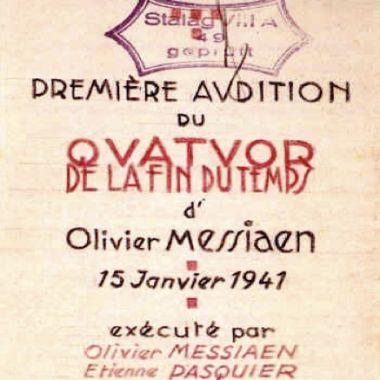 Stalag VIII A
49
geprüft
PREMIÈRE AVDITION
DU
QVATVOR
DE LA FIN DU TEMPS
d'
Olivier Messiaen
15 Janvier 1941
exécuté par
Olivier MESSIAEN
Etienne PASQUIER